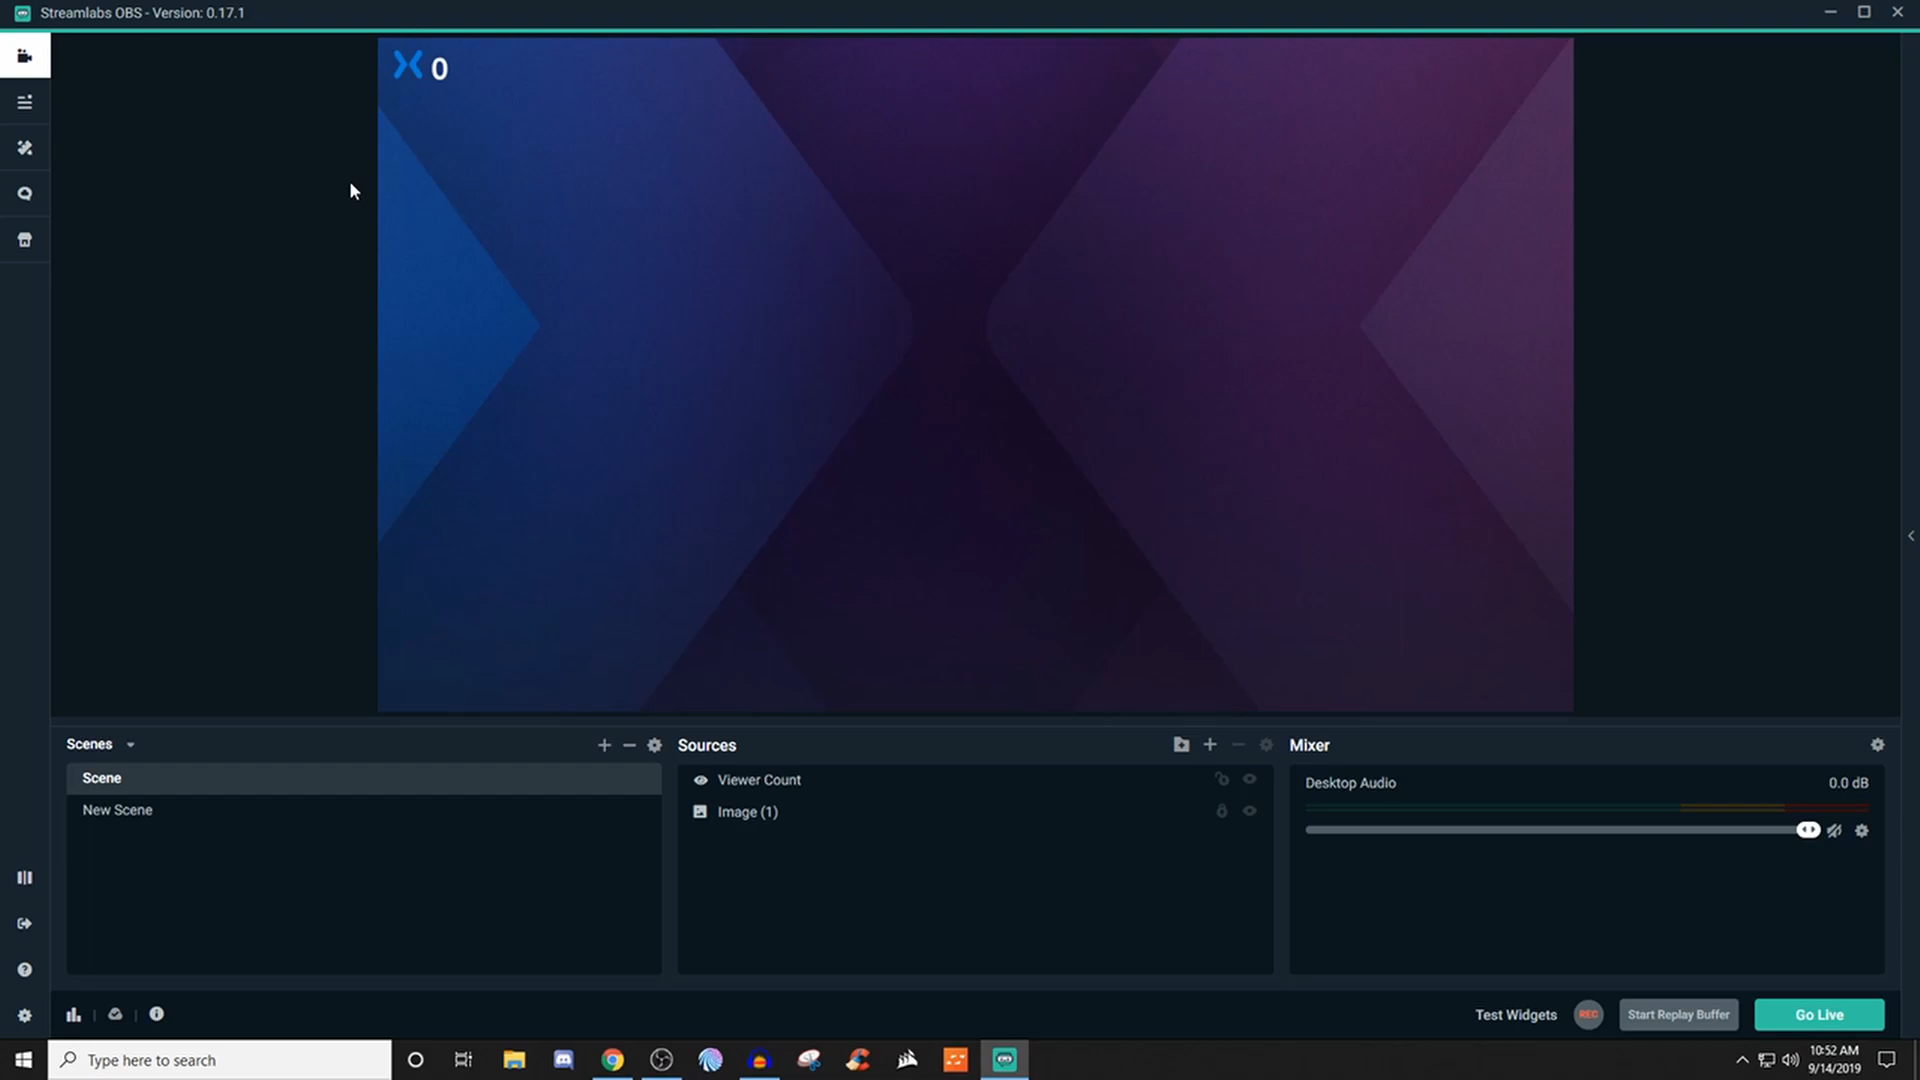 Streamlabs OBS - Version: 0.17.1
0
Scenes
Scene
New Scene
Sources
Viewer Count
Image (1)
Mixer
Desktop Audio 0.0 dB
Test Widgets REC Start Replay Buffer Go Live
Type here to search
10:52 AM
9/14/2019